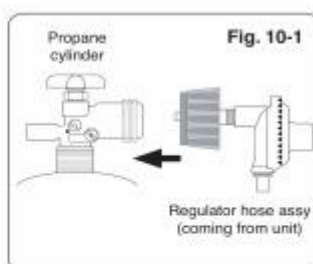 Propane
cylinder
Fig. 10-1
Regulator hose assy
(coming from unit)